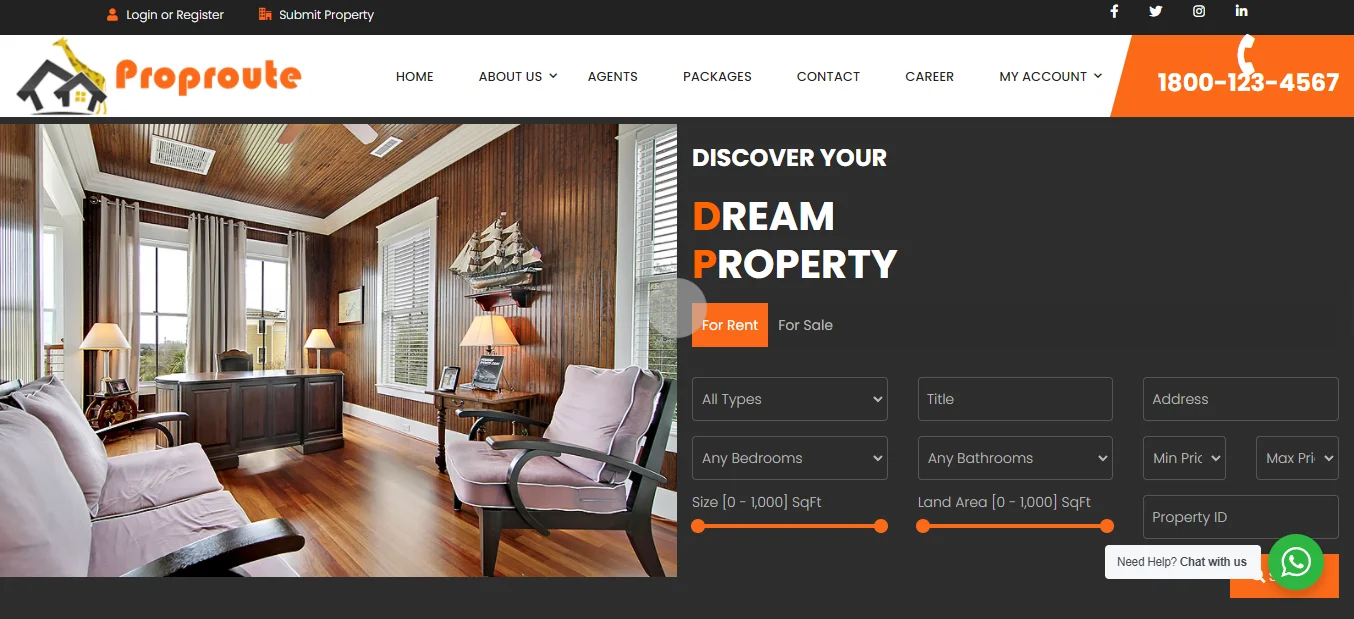 Login or Register
Submit Property
Proproute
HOME
ABOUT US
AGENTS
PACKAGES
CONTACT
CAREER
MY ACCOUNT
1800-123-4567
DISCOVER YOUR
DREAM
PROPERTY
For Rent
For Sale
All Types
Title
Address
Any Bedrooms
Any Bathrooms
Min Pric
Max Pri
Size [0 - 1,000] SqFt
Land Area [0 - 1,000] SqFt
Property ID
Need Help? Chat with us